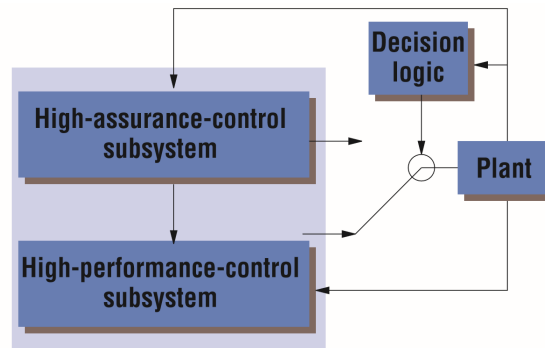 Decision
logic
High-assurance-control
subsystem
Plant
High-performance-control
subsystem